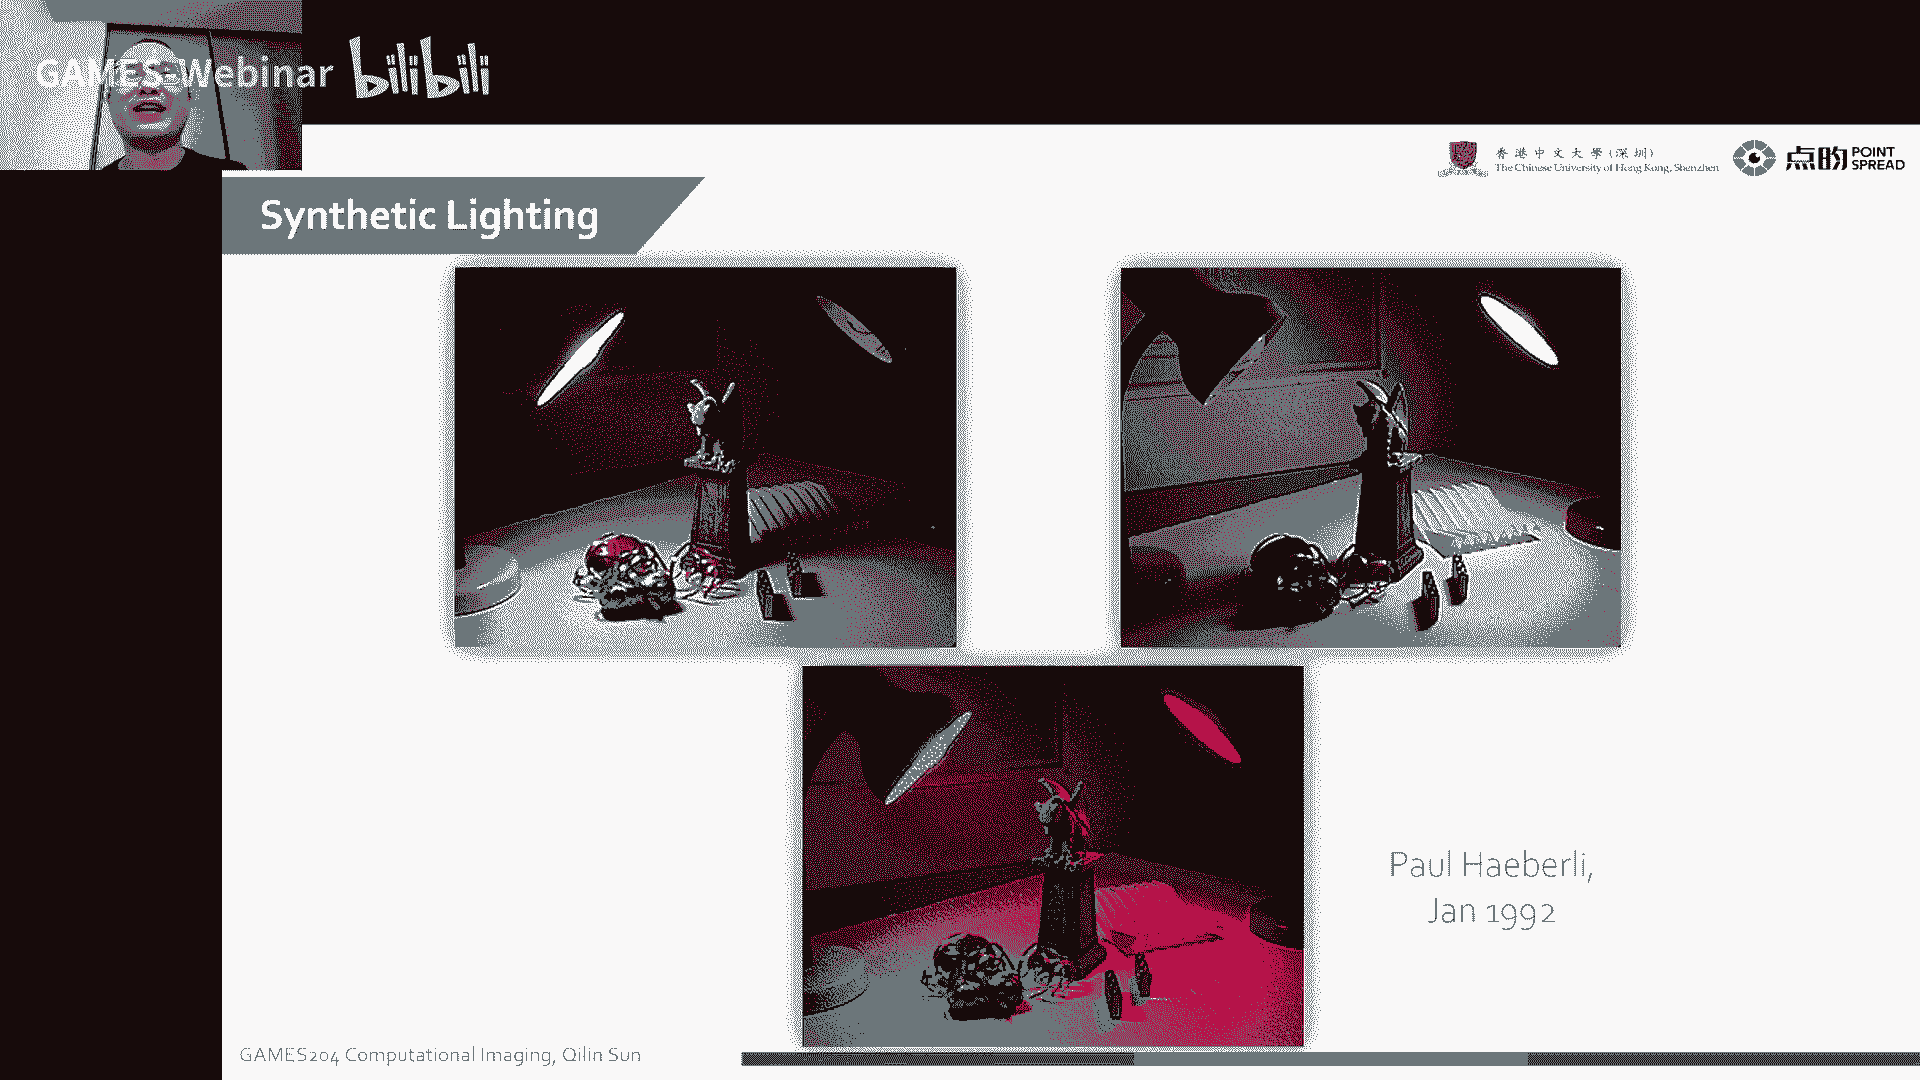 GAMES-Webinar bilibili
香港中文大學(深圳)
The Chinese University of Hong Kong, Shenzhen
点昀 POINT SPREAD
Synthetic Lighting
Paul Haeberli,
Jan 1992
GAMES204 Computational Imaging, Qilin Sun